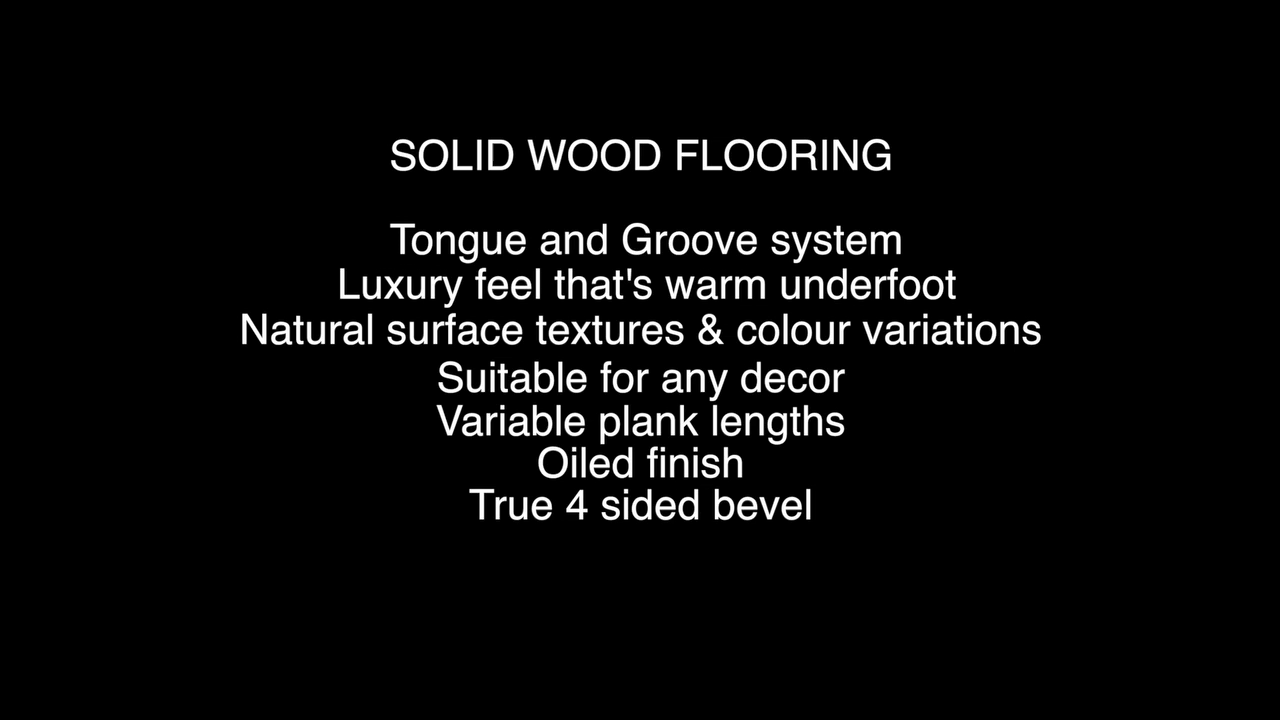 SOLID WOOD FLOORING
Tongue and Groove system
Luxury feel that's warm underfoot
Natural surface textures & colour variations
Suitable for any decor
Variable plank lengths
Oiled finish
True 4 sided bevel